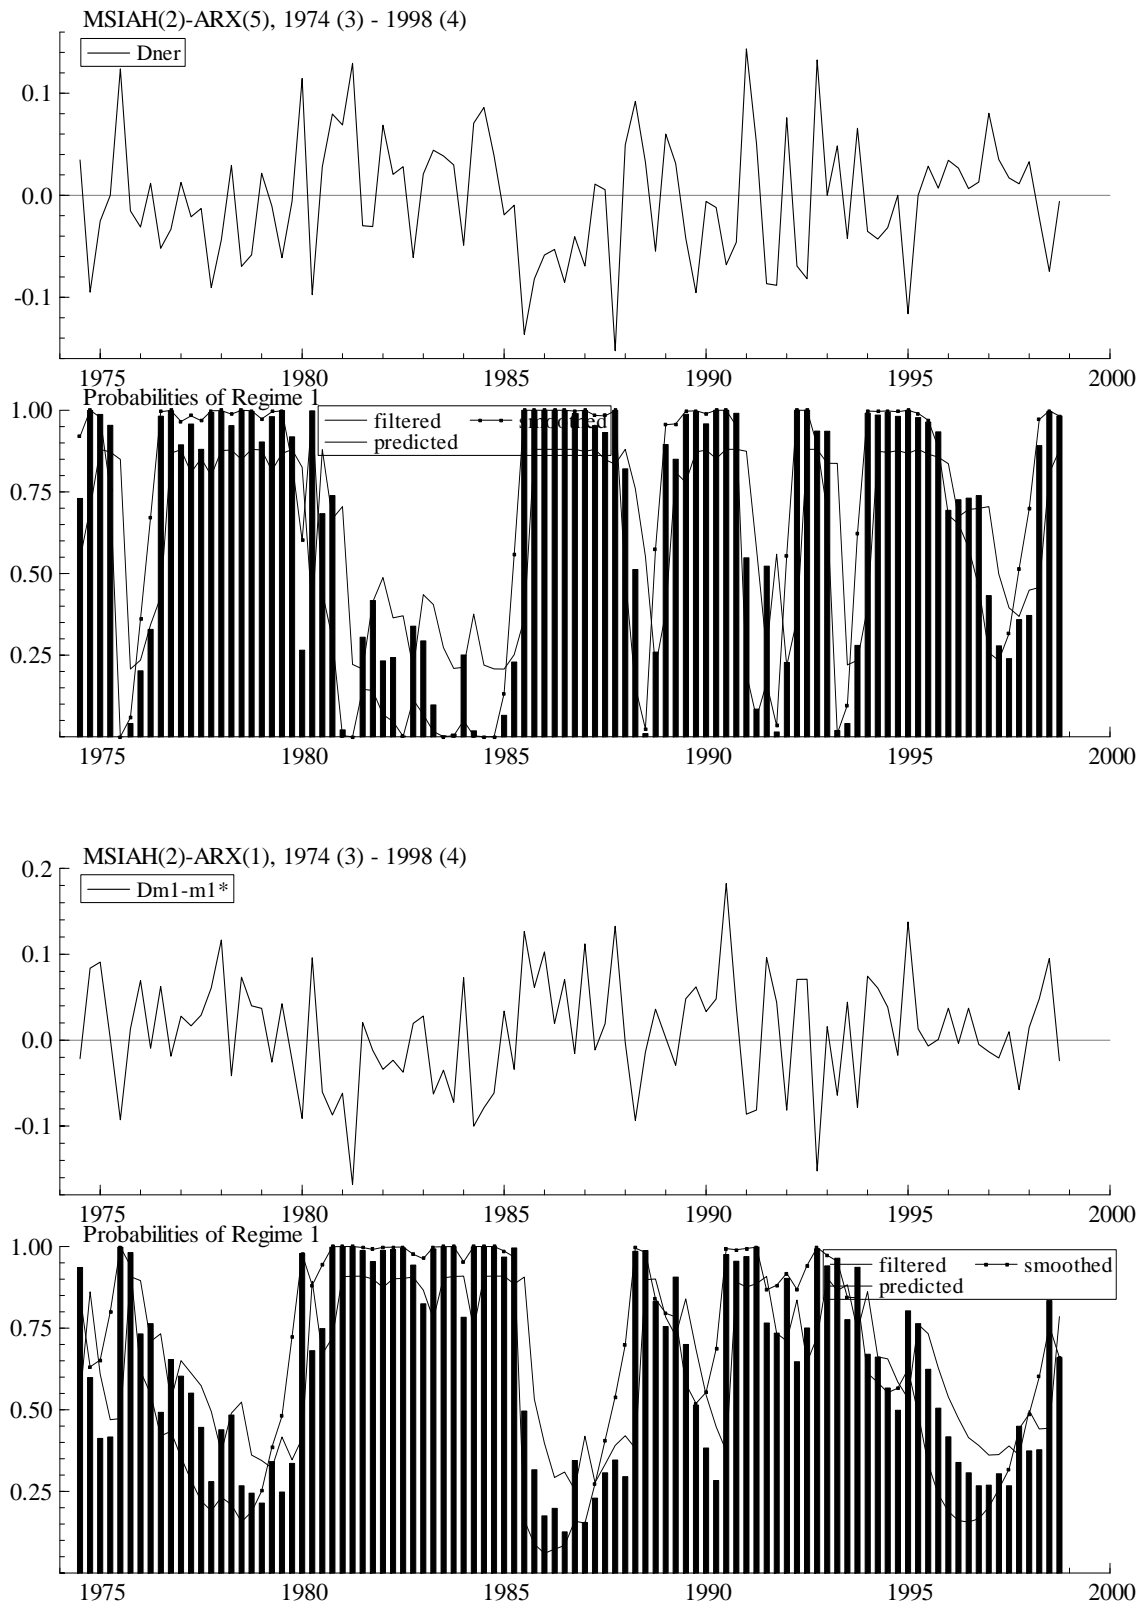 MSIAH(2)-ARX(5), 1974 (3) - 1998 (4)
Dner
0.1
0.0
-0.1
1975 1980 1985 1990 1995 2000
Probabilities of Regime 1
1.00
filtered smoothed
predicted
0.75
0.50
0.25
1975 1980 1985 1990 1995 2000
MSIAH(2)-ARX(1), 1974 (3) - 1998 (4)
0.2
Dm1-m1*
0.1
0.0
-0.1
1975 1980 1985 1990 1995 2000
Probabilities of Regime 1
1.00
filtered smoothed
predicted
0.75
0.50
0.25
1975 1980 1985 1990 1995 2000